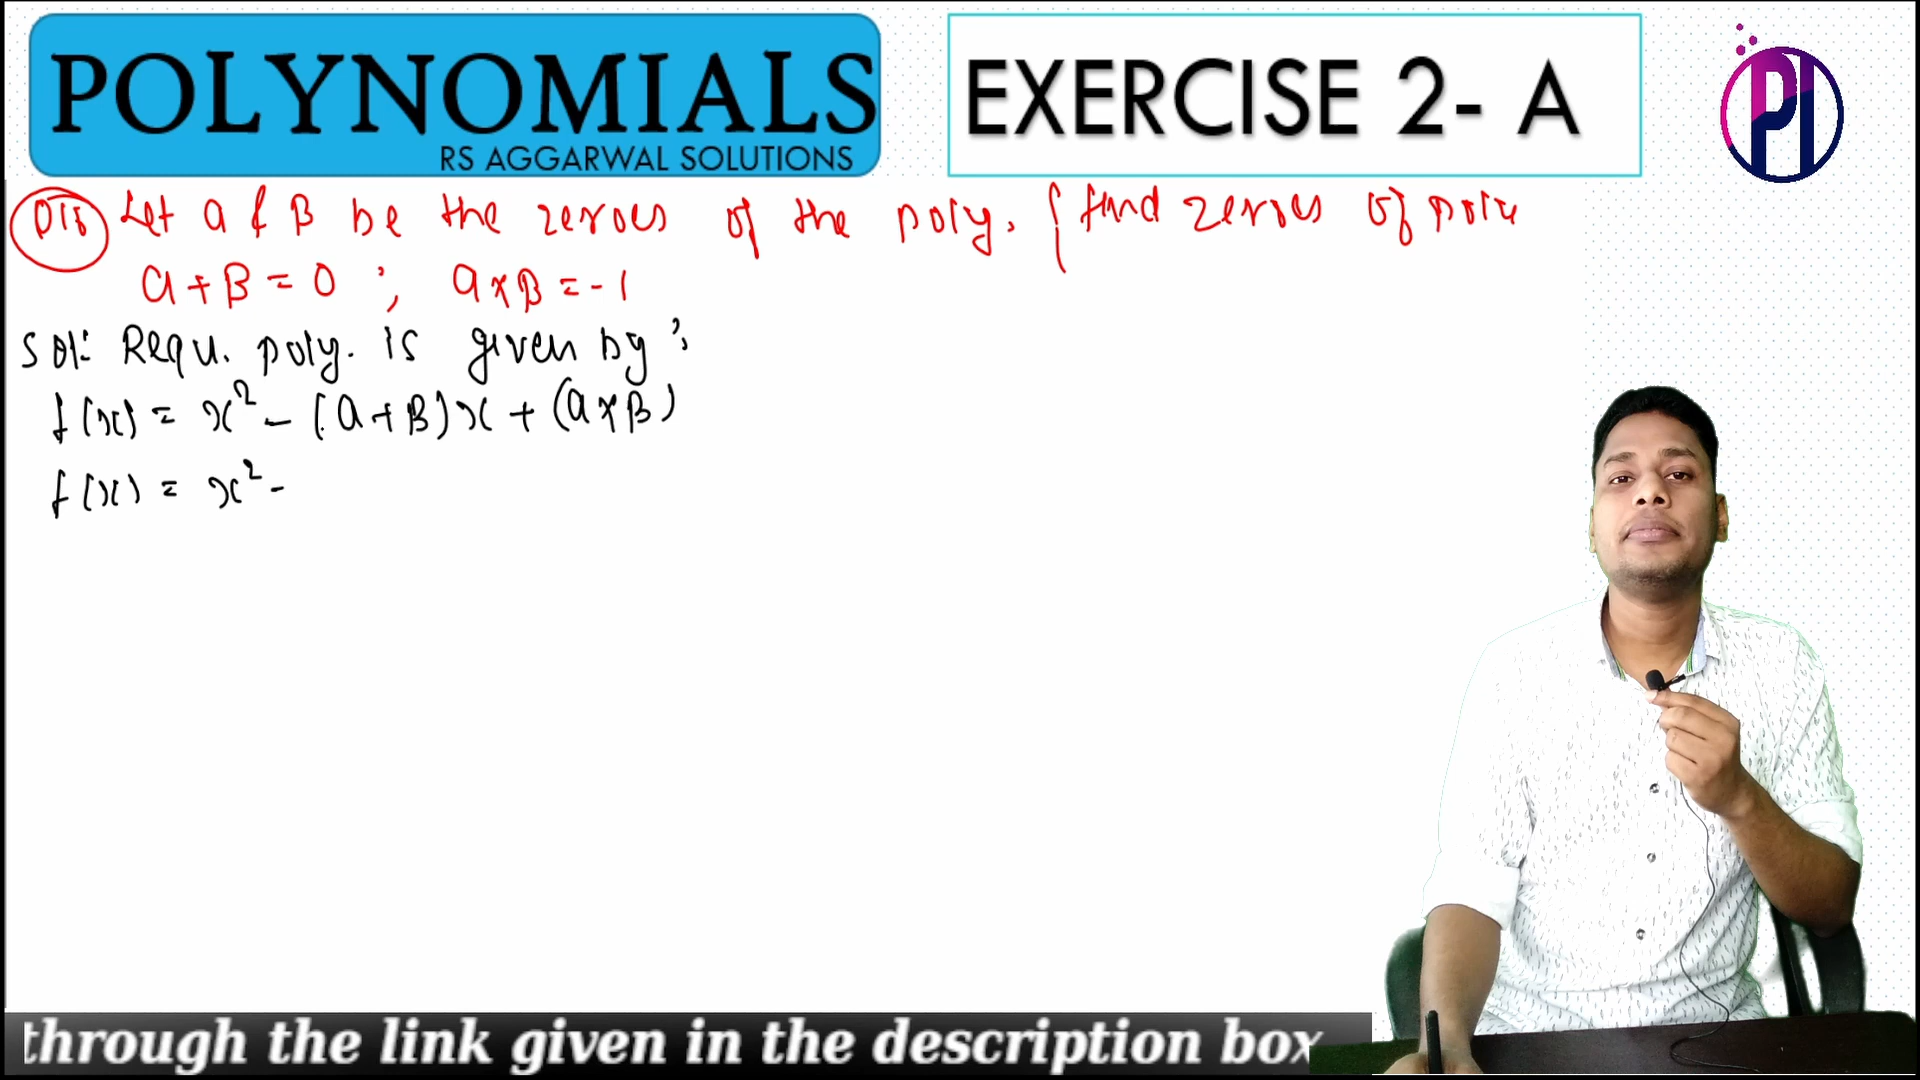 POLYNOMIALS
RS AGGARWAL SOLUTIONS
EXERCISE 2- A
PI
Let α & β be the zeroes of the poly. & find zeroes of poly
α + β = 0 ; α × β = -1
Sol: Requ. poly. is given by ;
f(x) = x² - (α + β)x + (α × β)
f(x) = x² -
through the link given in the description box